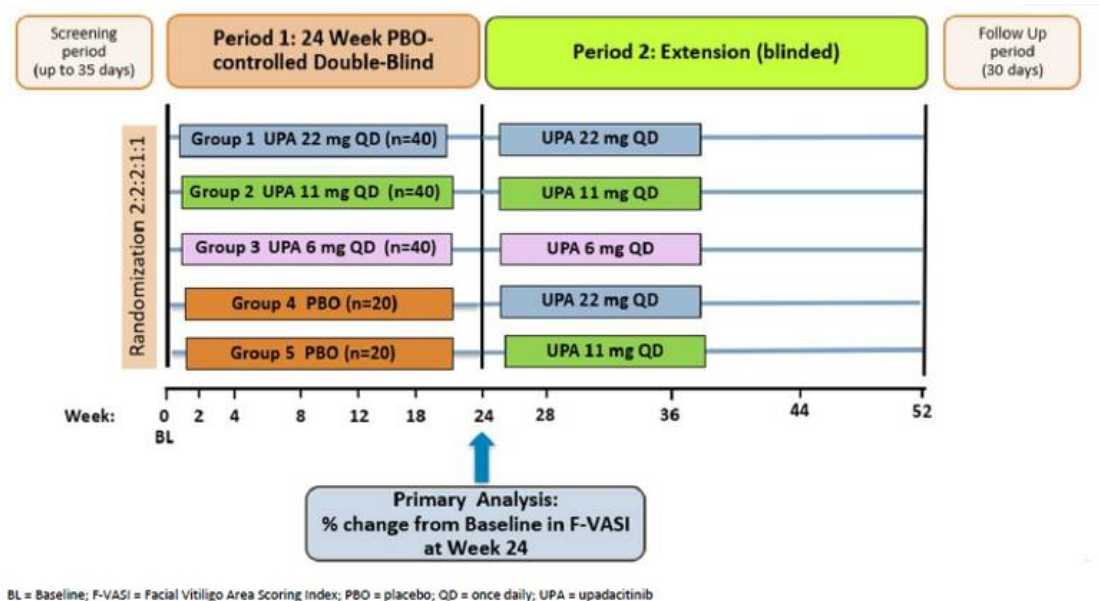 Screening
period
(up to 35 days)
Period 1: 24 Week PBO-
controlled Double-Blind
Period 2: Extension (blinded)
Follow Up
period
(30 days)
Randomization 2:2:2:1:1
Group 1 UPA 22 mg QD (n=40)
UPA 22 mg QD
Group 2 UPA 11 mg QD (n=40)
UPA 11 mg QD
Group 3 UPA 6 mg QD (n=40)
UPA 6 mg QD
Group 4 PBO (n=20)
UPA 22 mg QD
Group 5 PBO (n=20)
UPA 11 mg QD
Week: 0 2 4 8 12 18 24 28 36 44 52
BL
Primary Analysis:
% change from Baseline in F-VASI
at Week 24
BL = Baseline; F-VASI = Facial Vitiligo Area Scoring Index; PBO = placebo; QD = once daily; UPA = upadacitinib